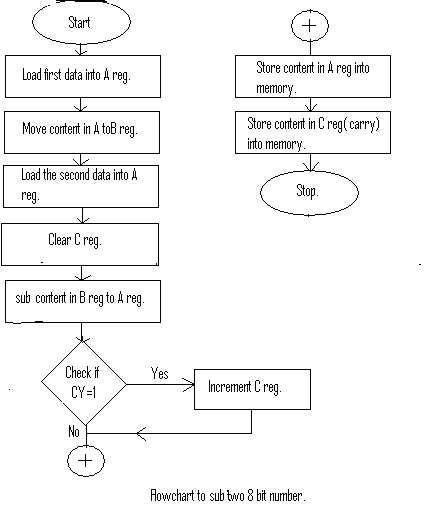 Start
Load first data into A reg.
Move content in A toB reg.
Load the second data into A
reg.
Clear C reg.
sub content in B reg to A reg.
Check if
CY=1
Yes
Increment C reg.
No
+
+
Store content in A reg into
memory.
Store content in C reg(carry)
into memory.
Stop.
Flowchart to sub two 8 bit number.